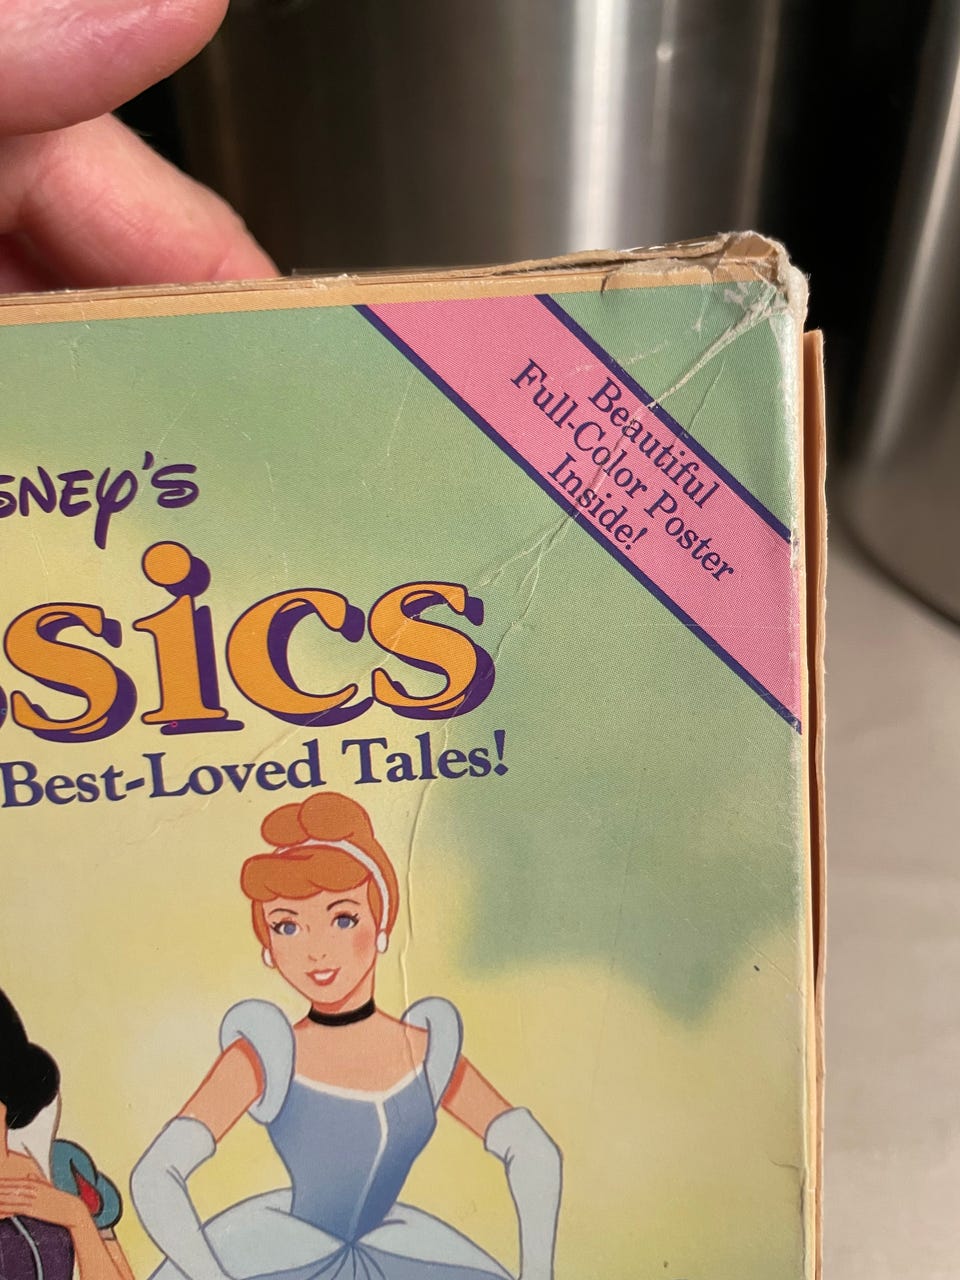 Beautiful
Full-Color Poster
Inside!
SNEY'S
ssics
Best-Loved Tales!